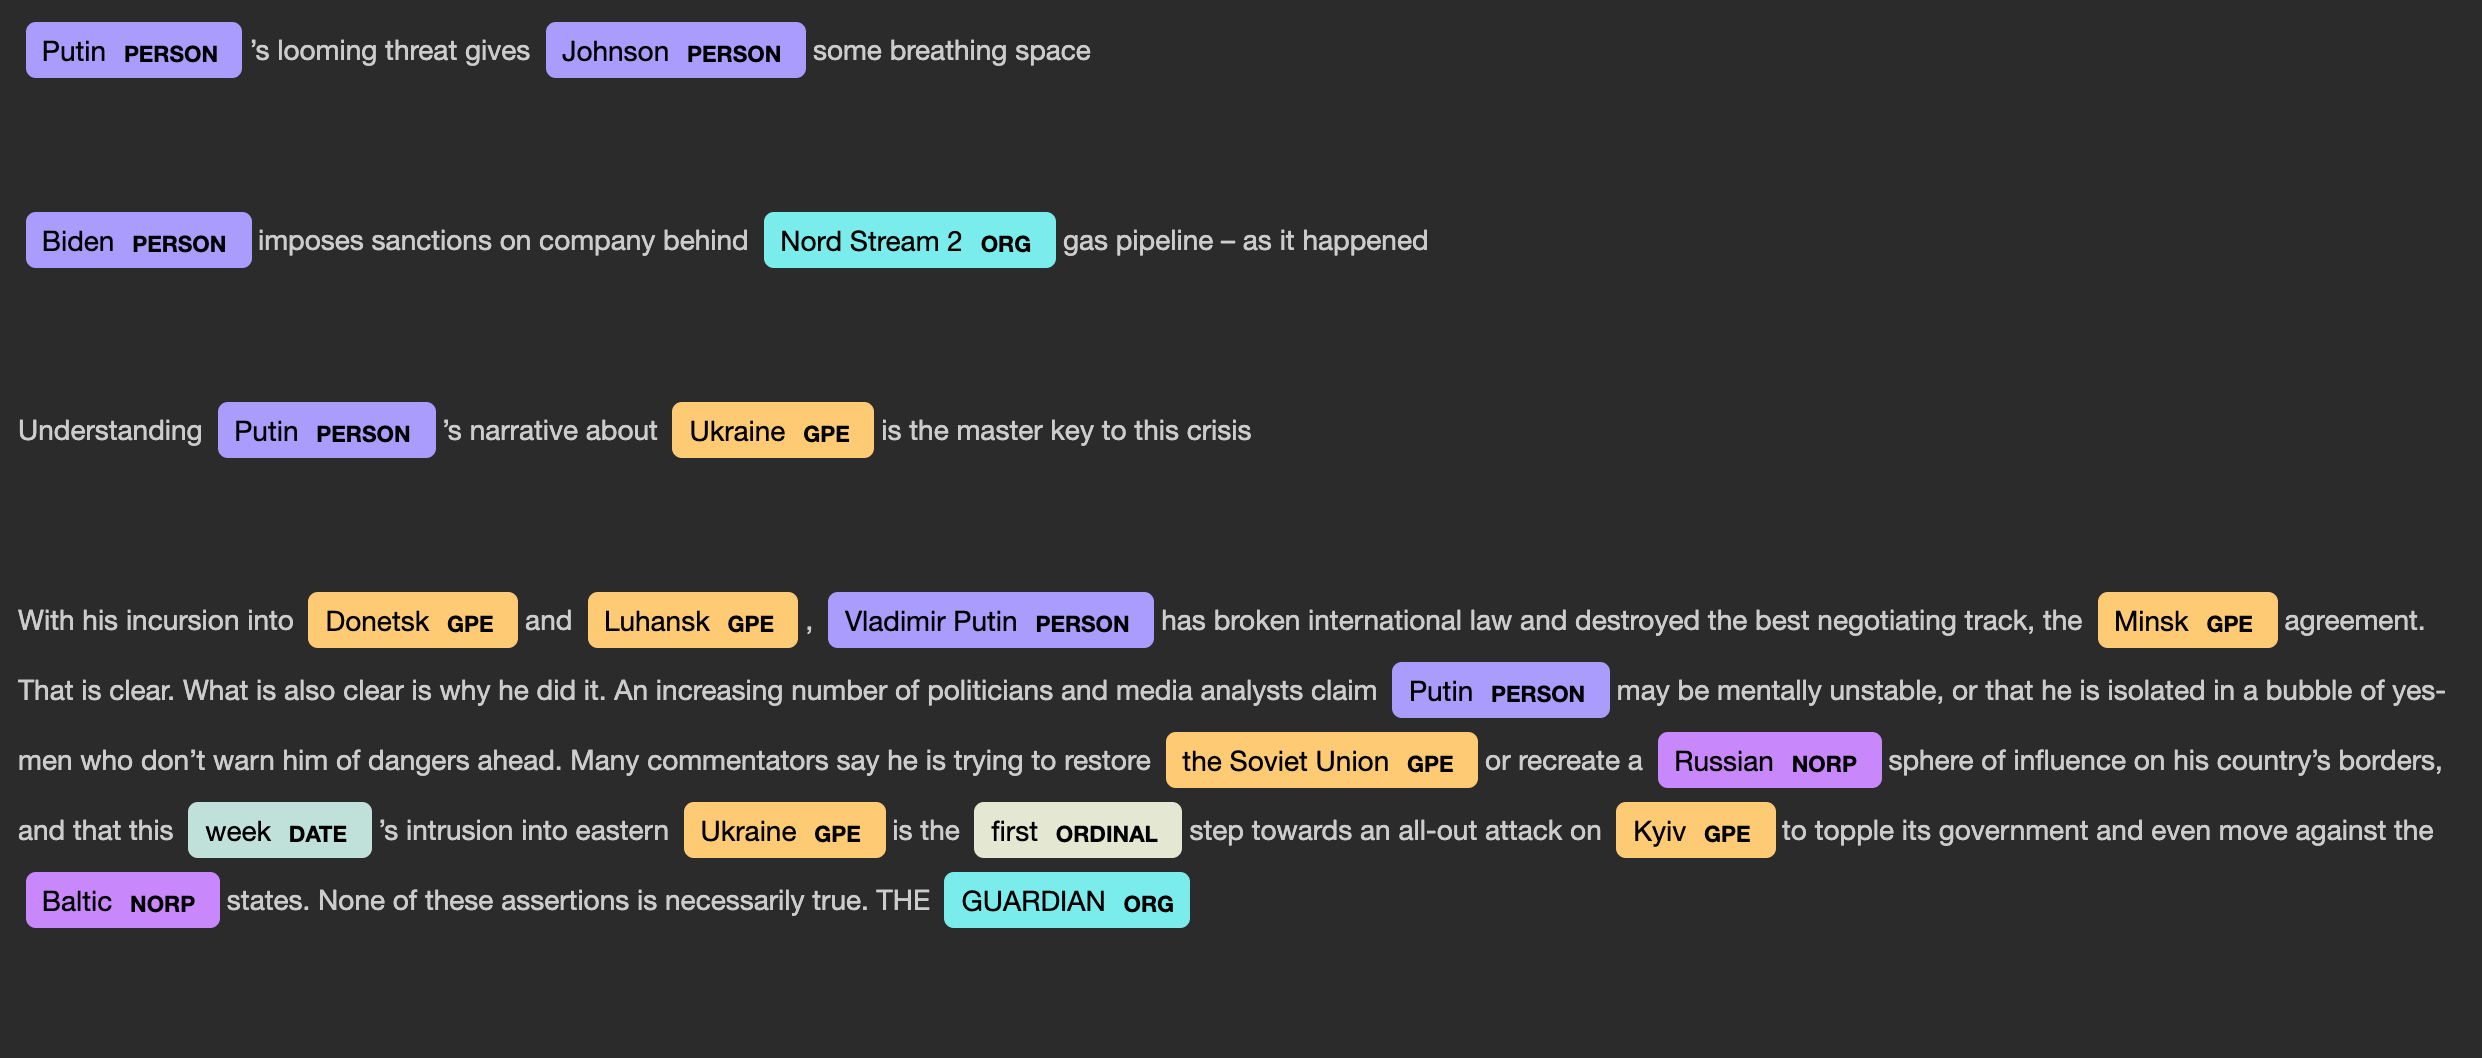 Putin PERSON ’s looming threat gives Johnson PERSON some breathing space
Biden PERSON imposes sanctions on company behind Nord Stream 2 ORG gas pipeline – as it happened
Understanding Putin PERSON ’s narrative about Ukraine GPE is the master key to this crisis
With his incursion into Donetsk GPE and Luhansk GPE , Vladimir Putin PERSON has broken international law and destroyed the best negotiating track, the Minsk GPE agreement.
That is clear. What is also clear is why he did it. An increasing number of politicians and media analysts claim Putin PERSON may be mentally unstable, or that he is isolated in a bubble of yes-
men who don’t warn him of dangers ahead. Many commentators say he is trying to restore the Soviet Union GPE or recreate a Russian NORP sphere of influence on his country’s borders,
and that this week DATE ’s intrusion into eastern Ukraine GPE is the first ORDINAL step towards an all-out attack on Kyiv GPE to topple its government and even move against the
Baltic NORP states. None of these assertions is necessarily true. THE GUARDIAN ORG